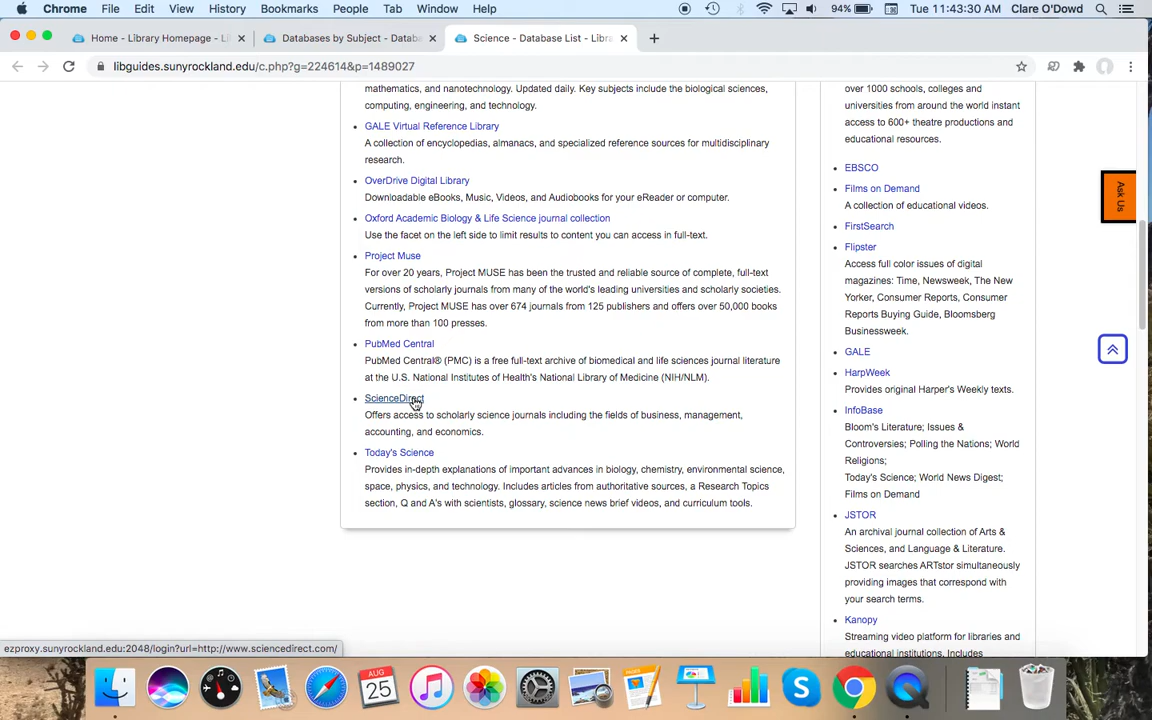 Chrome File Edit View History Bookmarks People Tab Window Help 94% Tue 11:43:30 AM Clare O'Dowd
Home - Library Homepage - Li
Databases by Subject - Datab
Science - Database List - Libra
libguides.sunyrockland.edu/c.php?g=224614&p=1489027
mathematics, and nanotechnology. Updated daily. Key subjects include the biological sciences,
computing, engineering, and technology.
GALE Virtual Reference Library
A collection of encyclopedias, almanacs, and specialized reference sources for multidisciplinary
research.
OverDrive Digital Library
Downloadable eBooks, Music, Videos, and Audiobooks for your eReader or computer.
Oxford Academic Biology & Life Science journal collection
Use the facet on the left side to limit results to content you can access in full-text.
Project Muse
For over 20 years, Project MUSE has been the trusted and reliable source of complete, full-text
versions of scholarly journals from many of the world's leading universities and scholarly societies.
Currently, Project MUSE has over 674 journals from 125 publishers and offers over 50,000 books
from more than 100 presses.
PubMed Central
PubMed Central® (PMC) is a free full-text archive of biomedical and life sciences journal literature
at the U.S. National Institutes of Health's National Library of Medicine (NIH/NLM).
ScienceDirect
Offers access to scholarly science journals including the fields of business, management,
accounting, and economics.
Today's Science
Provides in-depth explanations of important advances in biology, chemistry, environmental science,
space, physics, and technology. Includes articles from authoritative sources, a Research Topics
section, Q and A's with scientists, glossary, science news brief videos, and curriculum tools.
over 1000 schools, colleges and
universities from around the world instant
access to 600+ theatre productions and
educational resources.
EBSCO
Films on Demand
A collection of educational videos.
FirstSearch
Flipster
Access full color issues of digital
magazines: Time, Newsweek, The New
Yorker, Consumer Reports, Consumer
Reports Buying Guide, Bloomsberg
Businessweek.
GALE
HarpWeek
Provides original Harper's Weekly texts.
InfoBase
Bloom's Literature; Issues &
Controversies; Polling the Nations; World
Religions;
Today's Science; World News Digest;
Films on Demand
JSTOR
An archival journal collection of Arts &
Sciences, and Language & Literature.
JSTOR searches ARTstor simultaneously
providing images that correspond with
your search terms.
Kanopy
Streaming video platform for libraries and
educational institutions. Includes
Ask Us
ezproxy.sunyrockland.edu:2048/login?url=http://www.sciencedirect.com/
AUG
25
S